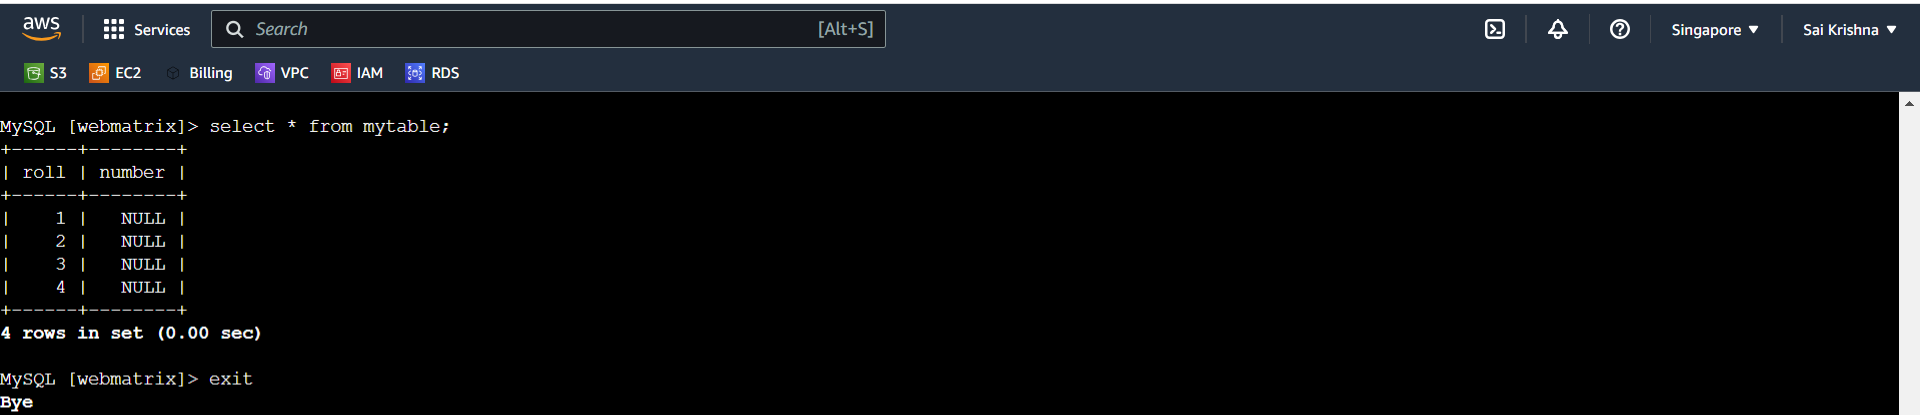 aws Services Search [Alt+S] Singapore ▼ Sai Krishna ▼
S3 EC2 Billing VPC IAM RDS
MySQL [webmatrix]> select * from mytable;
+------+--------+
| roll | number |
+------+--------+
|    1 |   NULL |
|    2 |   NULL |
|    3 |   NULL |
|    4 |   NULL |
+------+--------+
4 rows in set (0.00 sec)
MySQL [webmatrix]> exit
Bye